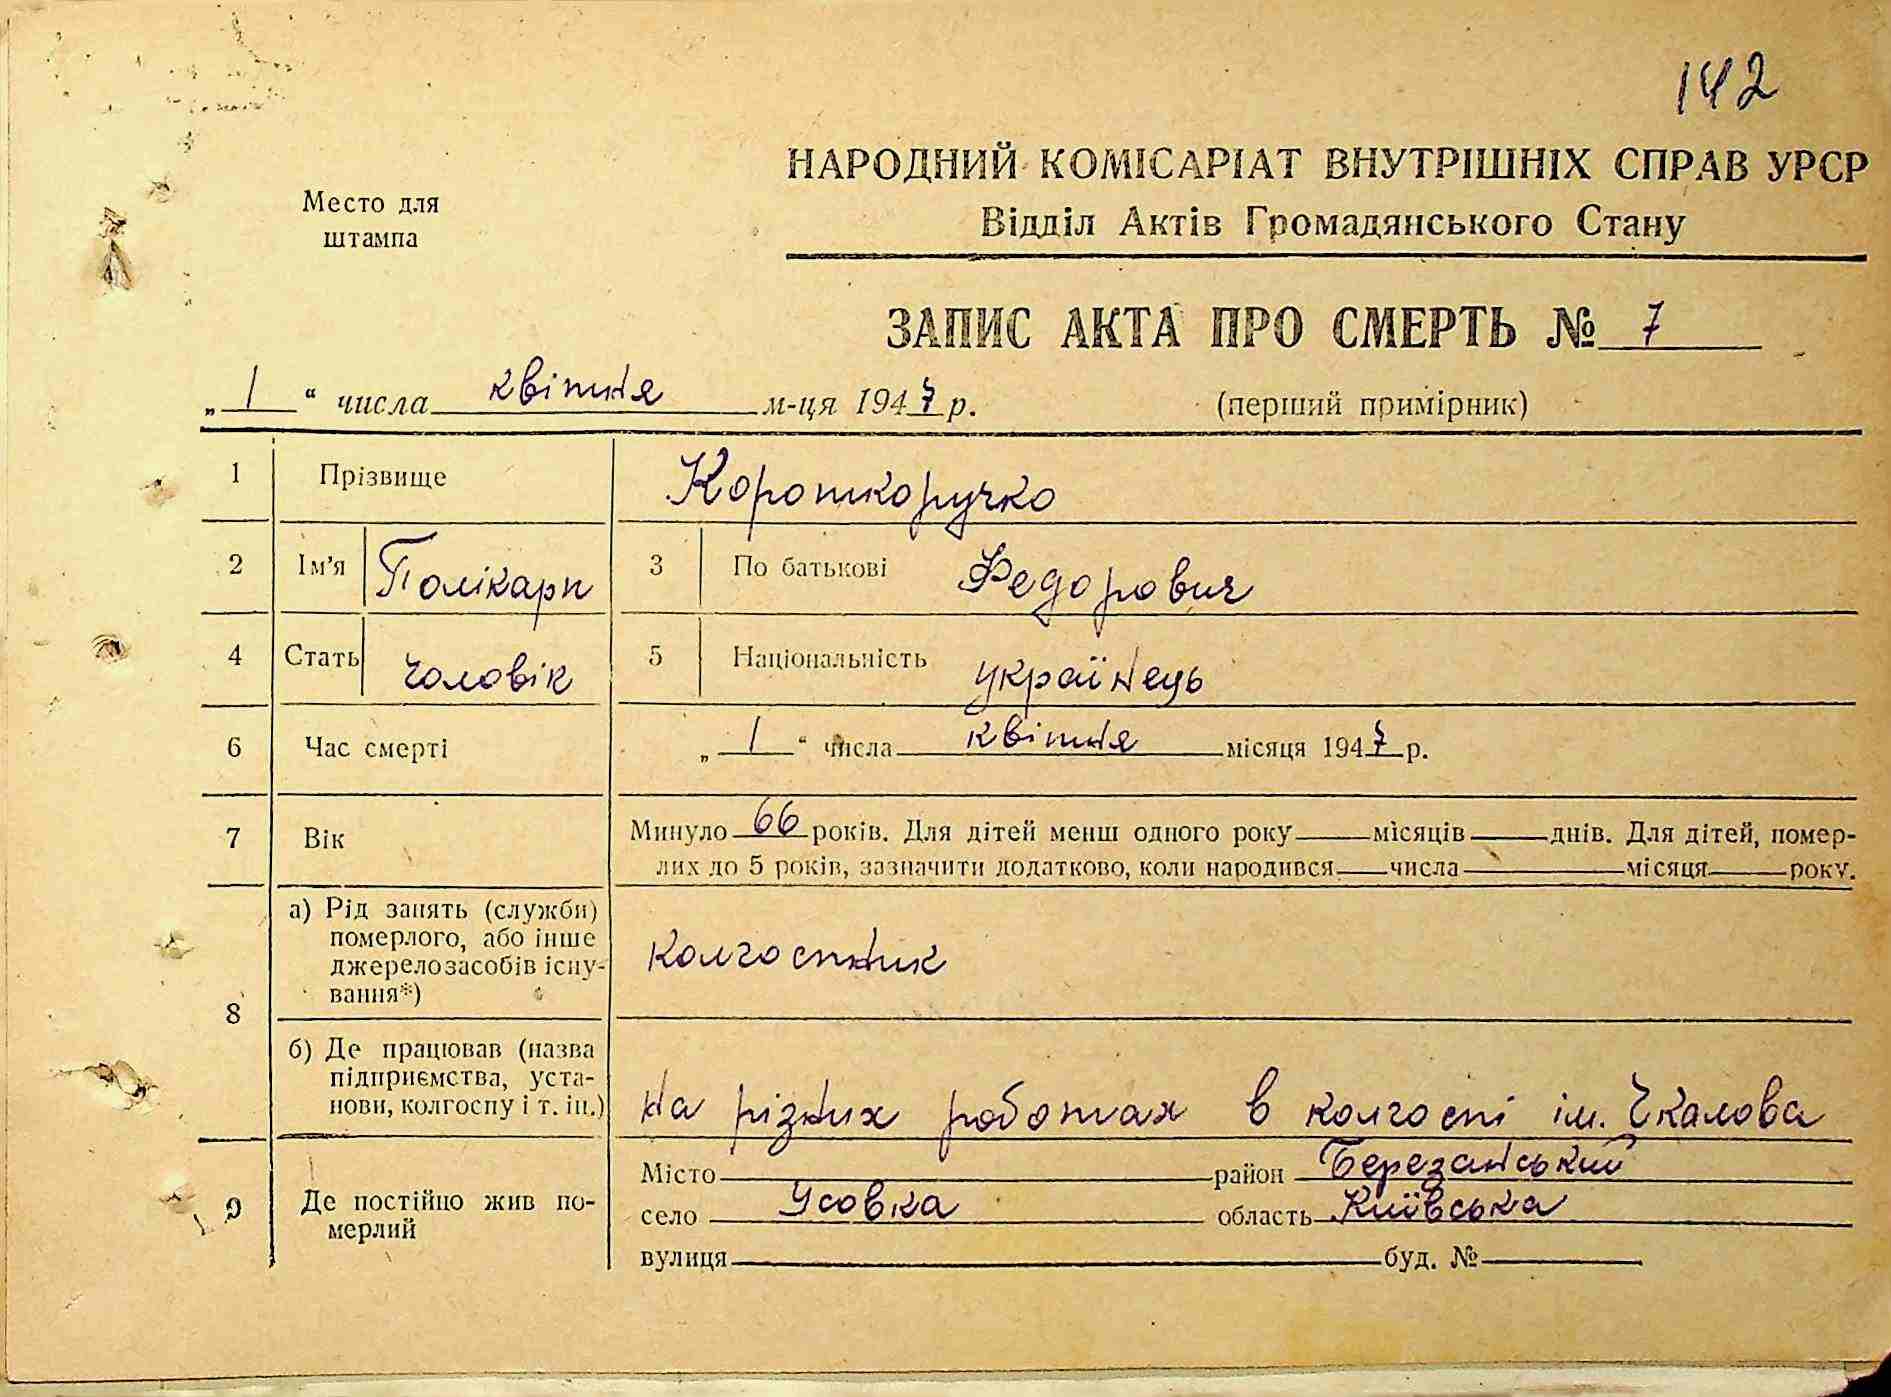 142
НАРОДНИЙ КОМІСАРІАТ ВНУТРІШНІХ СПРАВ УРСР
Відділ Актів Громадянського Стану
Место для
штампа
ЗАПИС АКТА ПРО СМЕРТЬ № 7
„ 1 “ числа квітня м-ця 1947 р. (перший примірник)
1 Прізвище Короткоручко
2 Ім'я Полікарп 3 По батькові Федорович
4 Стать чоловік 5 Національність українець
6 Час смерті „ 1 “ числа квітня місяця 1947 р.
7 Вік Минуло 66 років. Для дітей менш одного року місяців днів. Для дітей, помер-
лих до 5 років, зазначити додатково, коли народився числа місяця року.
8
а) Рід занять (служби)
померлого, або інше
джерело засобів існу-
вання*)
колгоспник
б) Де працював (назва
підприємства, уста-
нови, колгоспу і т. ін.)
На різних роботах в колгоспі ім. Чкалова
9 Де постійно жив по-
мерлий
Місто район Березанський
село Усовка область Київська
вулиця буд. №